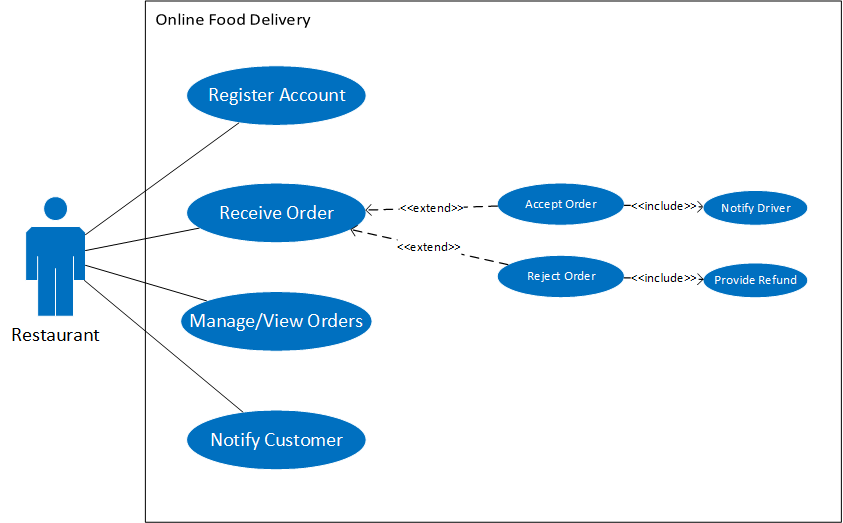 Online Food Delivery
Register Account
Receive Order
<<extend>>
Accept Order
<<include>>
Notify Driver
<<extend>>
Reject Order
<<include>>
Provide Refund
Restaurant
Manage/View Orders
Notify Customer